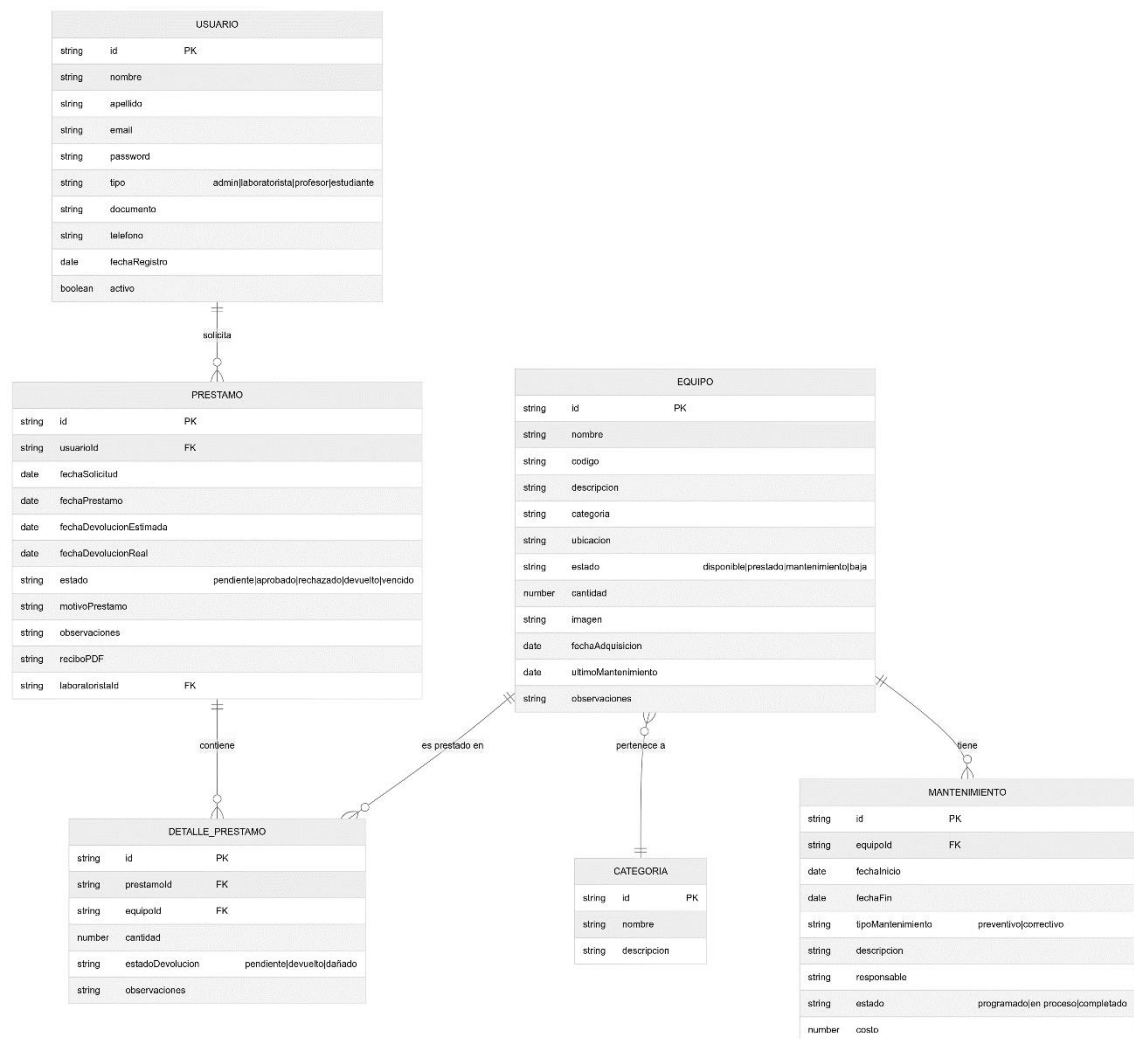 USUARIO
string id PK
string nombre
string apellido
string email
string password
string tipo admin|laboratorista|profesor|estudiante
string documento
string telefono
date fechaRegistro
boolean activo
solicita
PRESTAMO
string id PK
string usuarioId FK
date fechaSolicitud
date fechaPrestamo
date fechaDevolucionEstimada
date fechaDevolucionReal
string estado pendiente|aprobado|rechazado|devuelto|vencido
string motivoPrestamo
string observaciones
string reciboPDF
string laboratoristaId FK
EQUIPO
string id PK
string nombre
string codigo
string descripcion
string categoria
string ubicacion
string estado disponible|prestado|mantenimiento|baja
number cantidad
string imagen
date fechaAdquisicion
date ultimoMantenimiento
string observaciones
contiene
es prestado en
pertenece a
tiene
DETALLE_PRESTAMO
string id PK
string prestamoId FK
string equipoId FK
number cantidad
string estadoDevolucion pendiente|devuelto|dañado
string observaciones
CATEGORIA
string id PK
string nombre
string descripcion
MANTENIMIENTO
string id PK
string equipoId FK
date fechaInicio
date fechaFin
string tipoMantenimiento preventivo|correctivo
string descripcion
string responsable
string estado programado|en proceso|completado
number costo